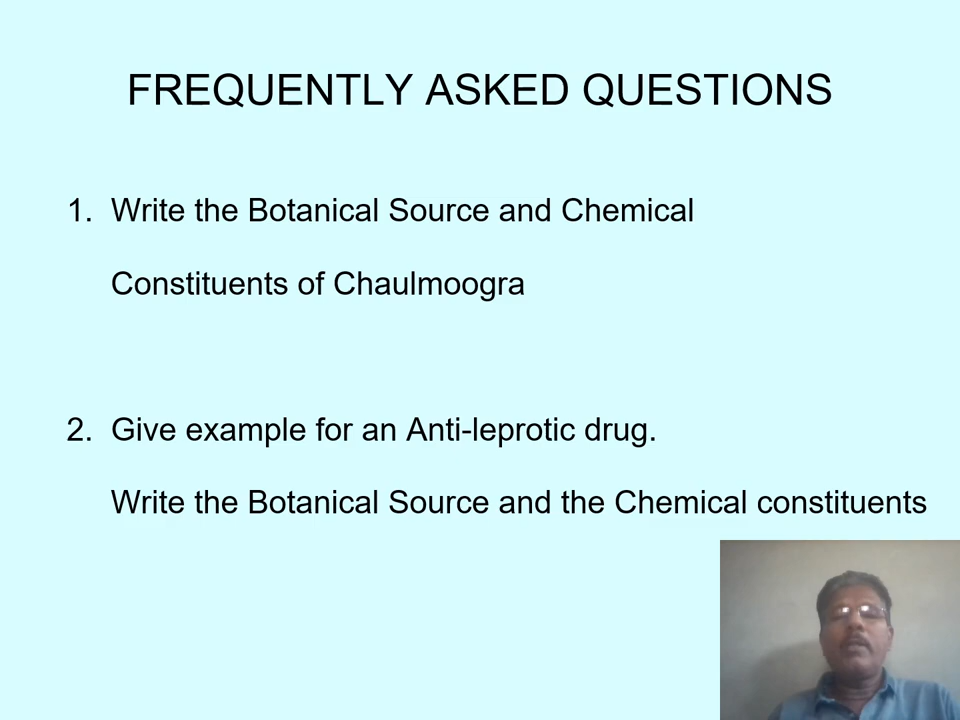 FREQUENTLY ASKED QUESTIONS
1. Write the Botanical Source and Chemical
Constituents of Chaulmoogra
2. Give example for an Anti-leprotic drug.
Write the Botanical Source and the Chemical constituents